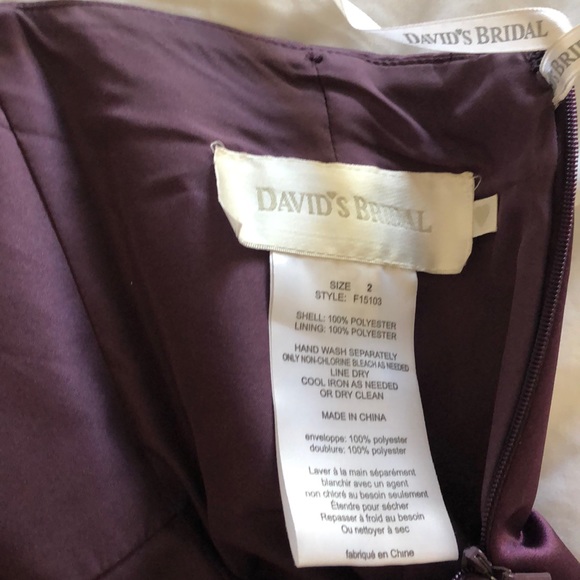 DAVID'S BRIDAL
BRI
DAVID'S BRIDAL
SIZE 2
STYLE: F15103
SHELL: 100% POLYESTER
LINING: 100% POLYESTER
HAND WASH SEPARATELY
ONLY NON-CHLORINE BLEACH AS NEEDED
LINE DRY
COOL IRON AS NEEDED
OR DRY CLEAN
MADE IN CHINA
enveloppe: 100% polyester
doublure: 100% polyester
Laver à la main séparément
blanchir avec un agent
non chloré au besoin seulement
Étendre pour sécher
Repasser à froid au besoin
Ou nettoyer à sec
fabriqué en Chine